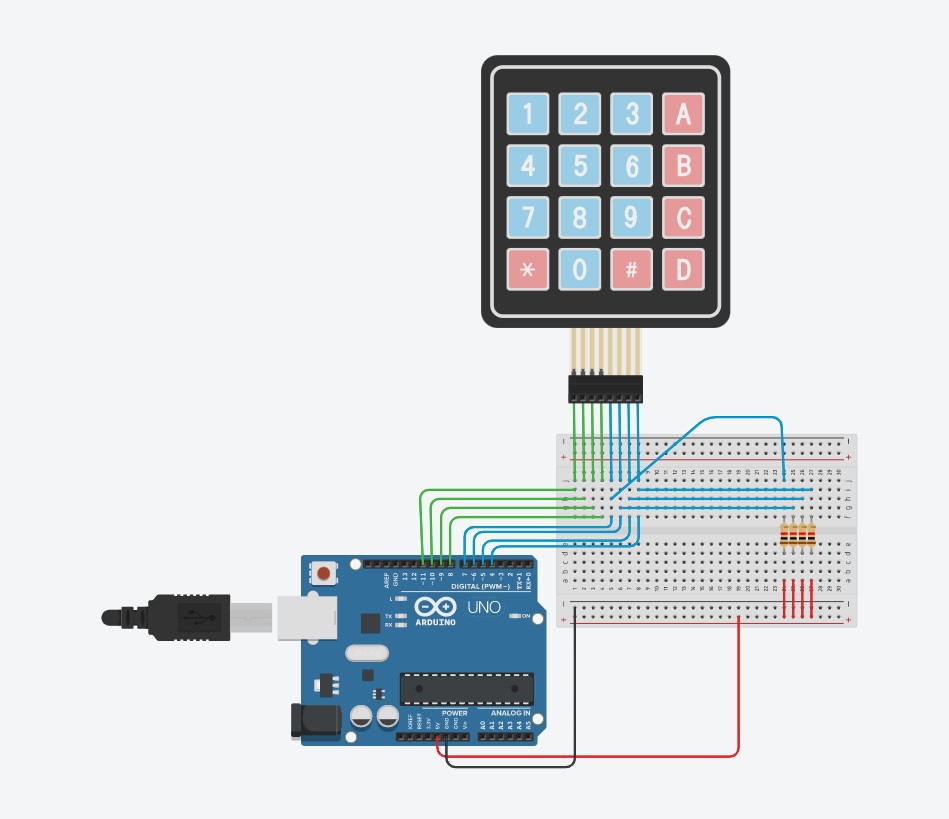 1 2 3 A
4 5 6 B
7 8 9 C
* 0 # D
AREF
GND
13
12
~11
~10
~9
8
7
~6
~5
4
~3
2
TX→1
RX←0
DIGITAL (PWM~)
L
TX
RX
UNO
ARDUINO
ON
POWER
ANALOG IN
IOREF
RESET
3.3V
5V
GND
GND
Vin
A0
A1
A2
A3
A4
A5